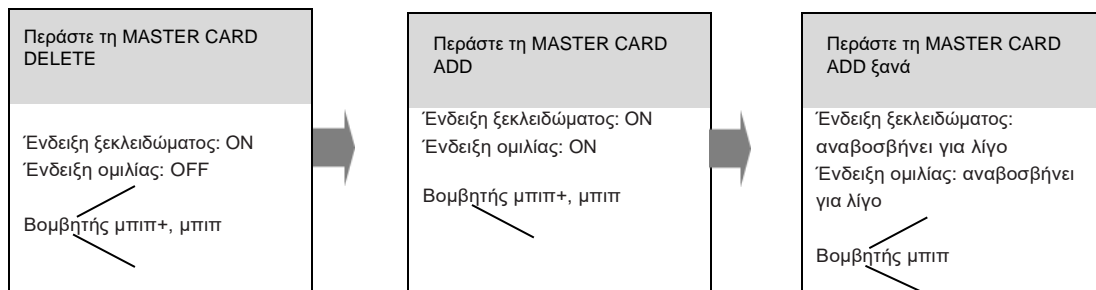 Περάστε τη MASTER CARD
DELETE
Ένδειξη ξεκλειδώματος: ON
Ένδειξη ομιλίας: OFF
Βομβητής μπιπ+, μπιπ
Περάστε τη MASTER CARD
ADD
Ένδειξη ξεκλειδώματος: ON
Ένδειξη ομιλίας: ON
Βομβητής μπιπ+, μπιπ
Περάστε τη MASTER CARD
ADD ξανά
Ένδειξη ξεκλειδώματος:
αναβοσβήνει για λίγο
Ένδειξη ομιλίας: αναβοσβήνει
για λίγο
Βομβητής μπιπ